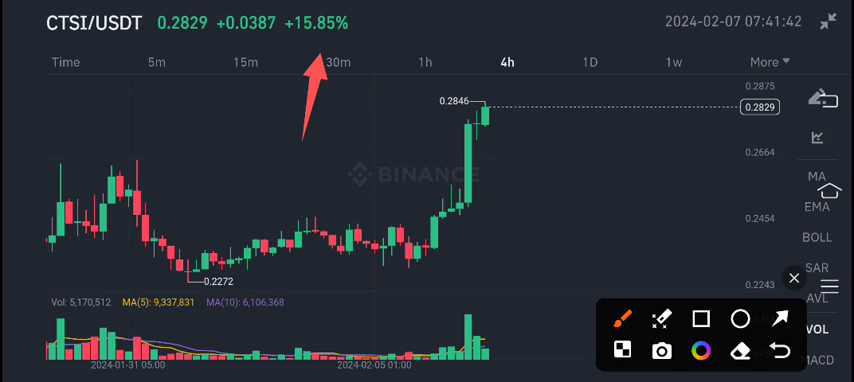 CTSI/USDT 0.2829 +0.0387 +15.85% 2024-02-07 07:41:42
Time 5m 15m 30m 1h 4h 1D 1w More
0.2875
0.2846
0.2829
0.2664
BINANCE
MA
EMA
0.2454
BOLL
SAR
0.2272
0.2243
Vol: 5,170,512 MA(5): 9,337,831 MA(10): 6,106,368
VOL
MACD
2024-01-31 05:00 2024-02-05 01:00